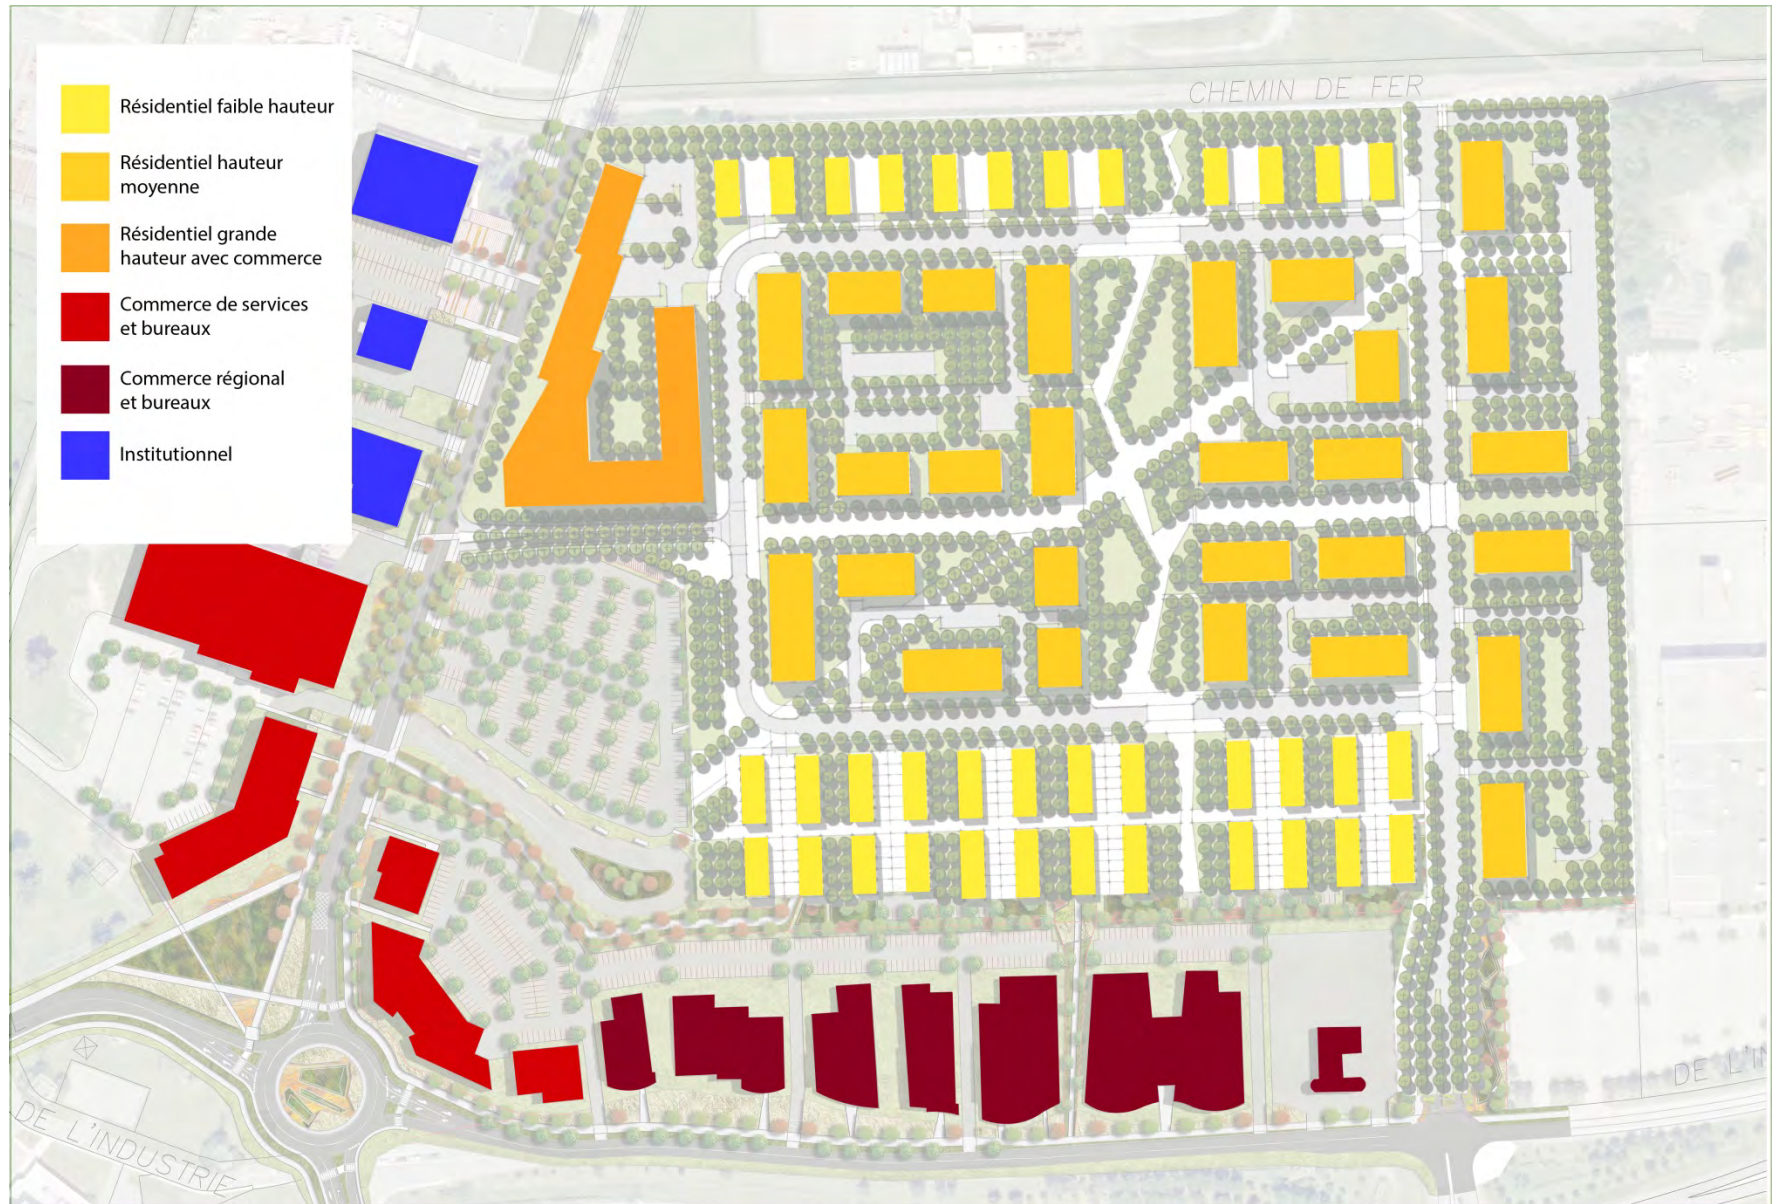 Résidentiel faible hauteur
Résidentiel hauteur
moyenne
Résidentiel grande
hauteur avec commerce
Commerce de services
et bureaux
Commerce régional
et bureaux
Institutionnel
CHEMIN DE FER
DE L'INDUSTRIE
DE L'IN